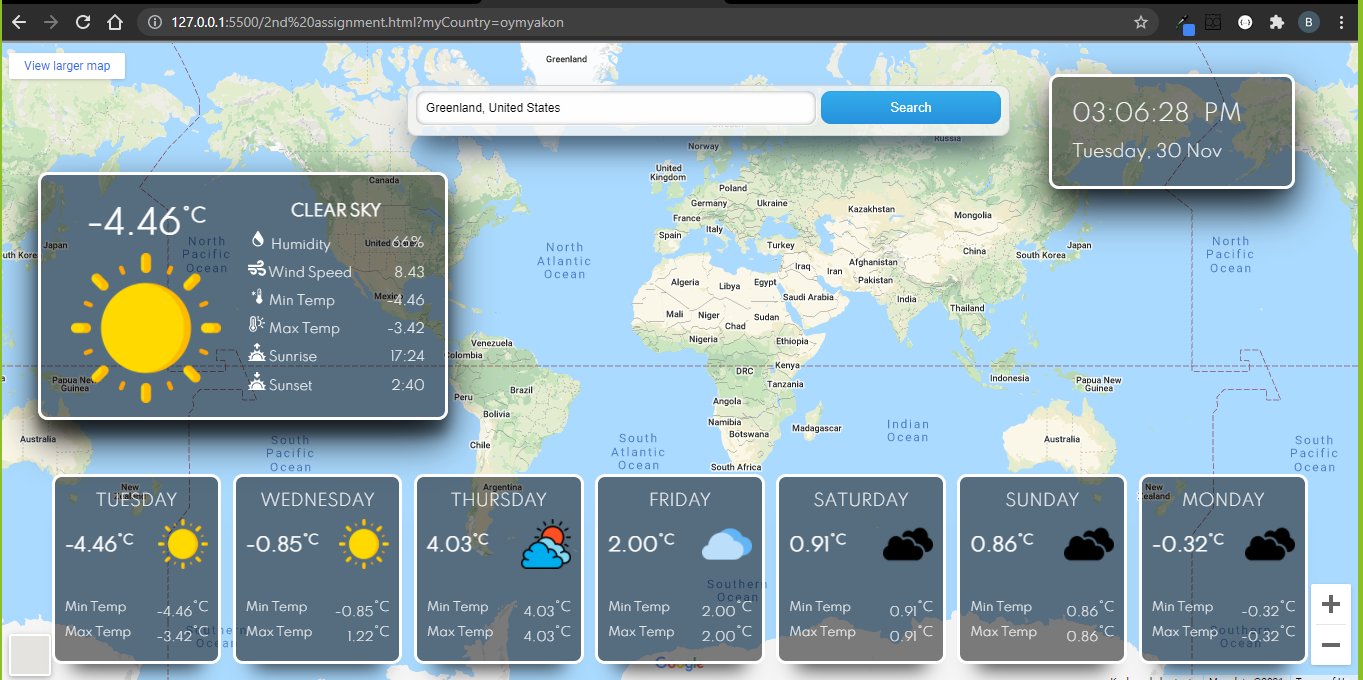 127.0.0.1:5500/2nd%20assignment.html?myCountry=oymyakon
B
View larger map
Greenland
Greenland, United States
Search
03:06:28 PM
Tuesday, 30 Nov
Russia
Norway
United Kingdom
Poland
Germany
Ukraine
France
Italy
Spain
Turkey
Kazakhstan
Mongolia
China
Japan
South Korea
Iraq
Iran
Afghanistan
Pakistan
Algeria
Libya
Egypt
Saudi Arabia
India
Thailand
Mali
Niger
Chad
Sudan
Nigeria
Ethiopia
DRC
Kenya
Tanzania
Indonesia
Papua New Guinea
Angola
Namibia
Botswana
Madagascar
South Africa
Australia
North Atlantic Ocean
North Pacific Ocean
South Atlantic Ocean
Indian Ocean
South Pacific Ocean
Canada
-4.46°C
CLEAR SKY
Humidity 66%
Wind Speed 8.43
Min Temp -4.46
Max Temp -3.42
Sunrise 17:24
Sunset 2:40
North Pacific Ocean
Japan
Mexico
Venezuela
Colombia
Peru
Brazil
Bolivia
Chile
Argentina
Papua New Guinea
Australia
South Pacific Ocean
New Zealand
TUESDAY
-4.46°C
Min Temp -4.46°C
Max Temp -3.42°C
WEDNESDAY
-0.85°C
Min Temp -0.85°C
Max Temp 1.22°C
THURSDAY
4.03°C
Min Temp 4.03°C
Max Temp 4.03°C
FRIDAY
2.00°C
Min Temp 2.00°C
Max Temp 2.00°C
SATURDAY
0.91°C
Min Temp 0.91°C
Max Temp 0.91°C
SUNDAY
0.86°C
Min Temp 0.86°C
Max Temp 0.86°C
MONDAY
-0.32°C
Min Temp -0.32°C
Max Temp -0.32°C
Southern Ocean
Google
+
−